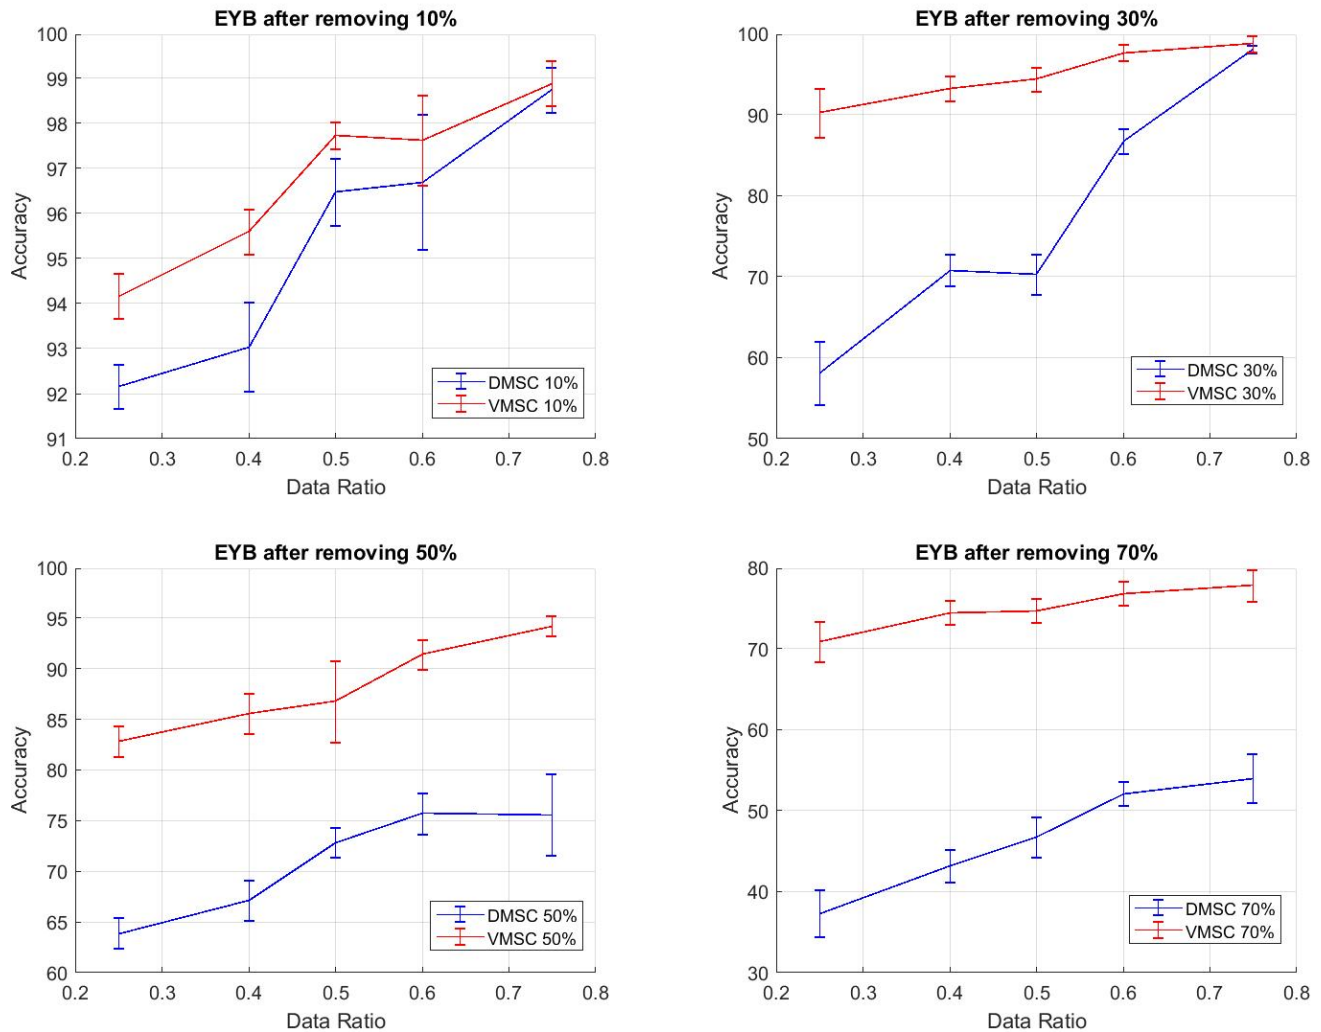 EYB after removing 10%
100
99
98
97
96
95
94
93
92
91
Accuracy
DMSC 10%
VMSC 10%
0.2 0.3 0.4 0.5 0.6 0.7 0.8
Data Ratio
EYB after removing 30%
100
90
80
70
60
50
Accuracy
DMSC 30%
VMSC 30%
0.2 0.3 0.4 0.5 0.6 0.7 0.8
Data Ratio
EYB after removing 50%
100
95
90
85
80
75
70
65
60
Accuracy
DMSC 50%
VMSC 50%
0.2 0.3 0.4 0.5 0.6 0.7 0.8
Data Ratio
EYB after removing 70%
80
70
60
50
40
30
Accuracy
DMSC 70%
VMSC 70%
0.2 0.3 0.4 0.5 0.6 0.7 0.8
Data Ratio